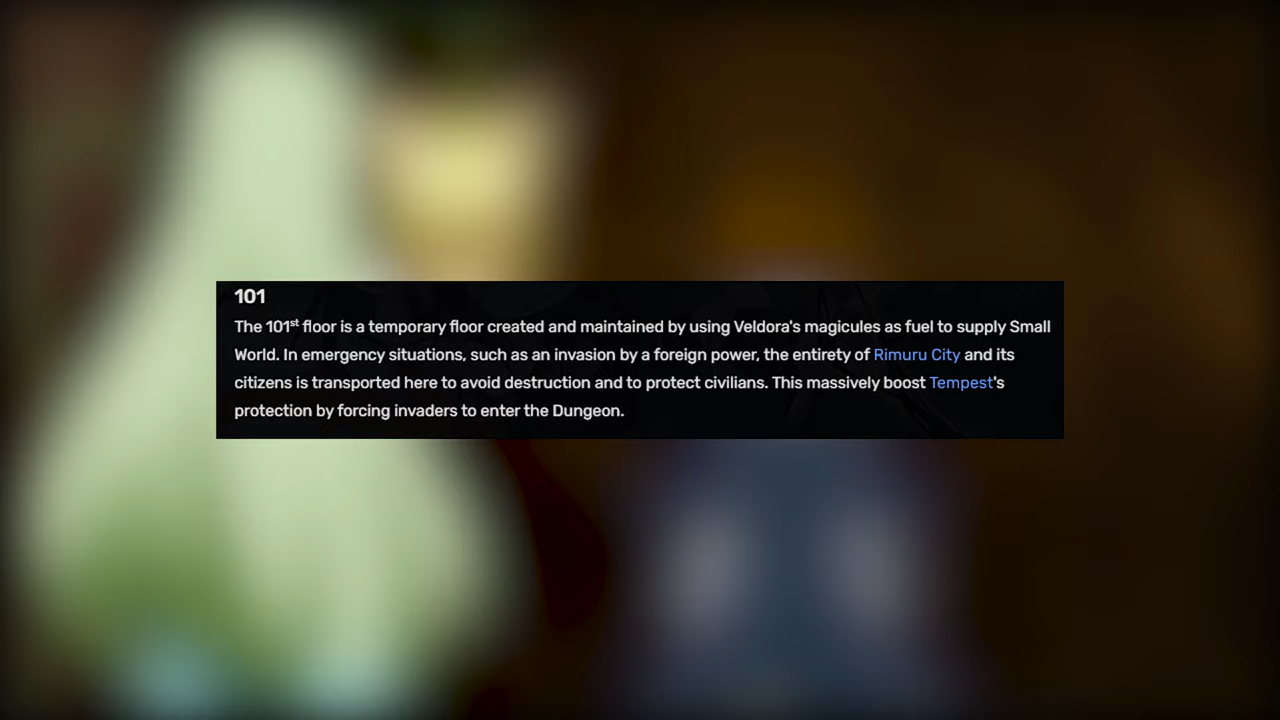 101
The 101st floor is a temporary floor created and maintained by using Veldora's magicules as fuel to supply Small
World. In emergency situations, such as an invasion by a foreign power, the entirety of Rimuru City and its
citizens is transported here to avoid destruction and to protect civilians. This massively boost Tempest's
protection by forcing invaders to enter the Dungeon.